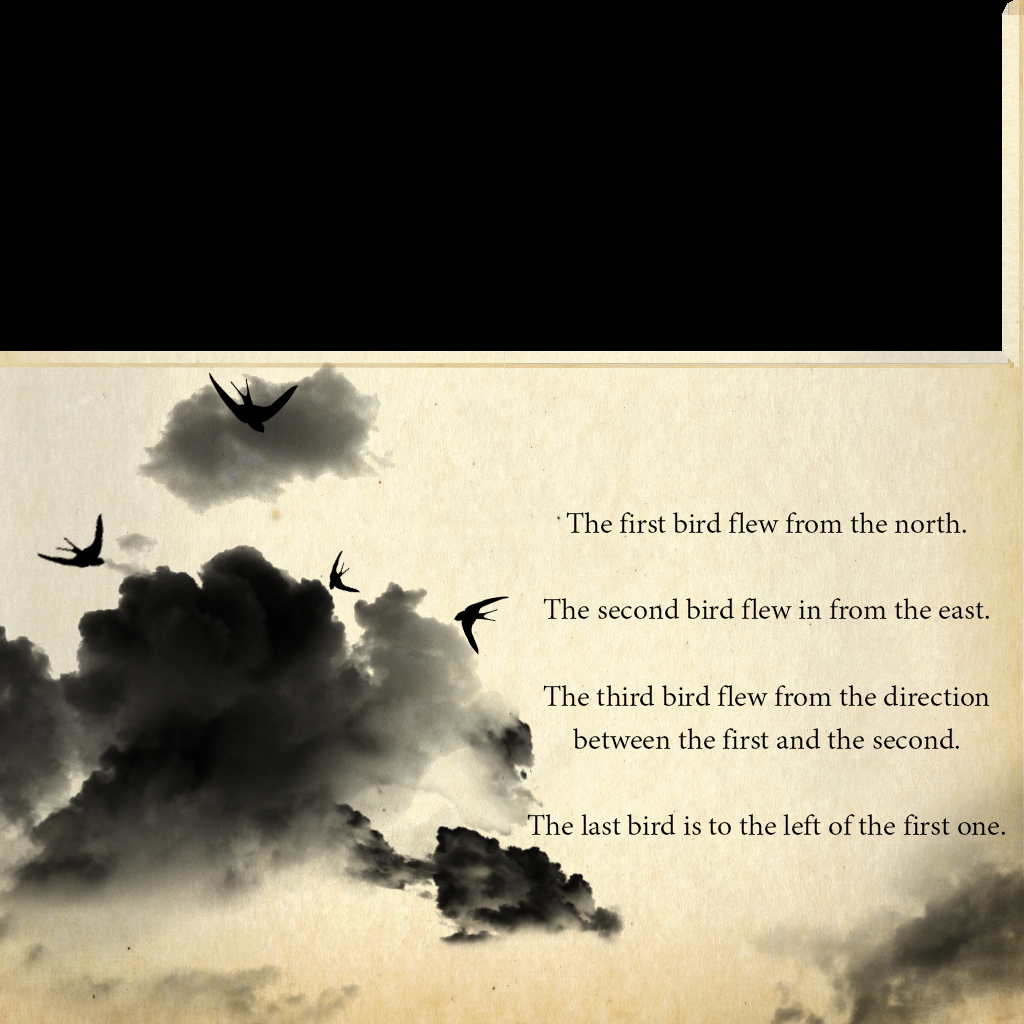 The first bird flew from the north.
The second bird flew in from the east.
The third bird flew from the direction
between the first and the second.
The last bird is to the left of the first one.